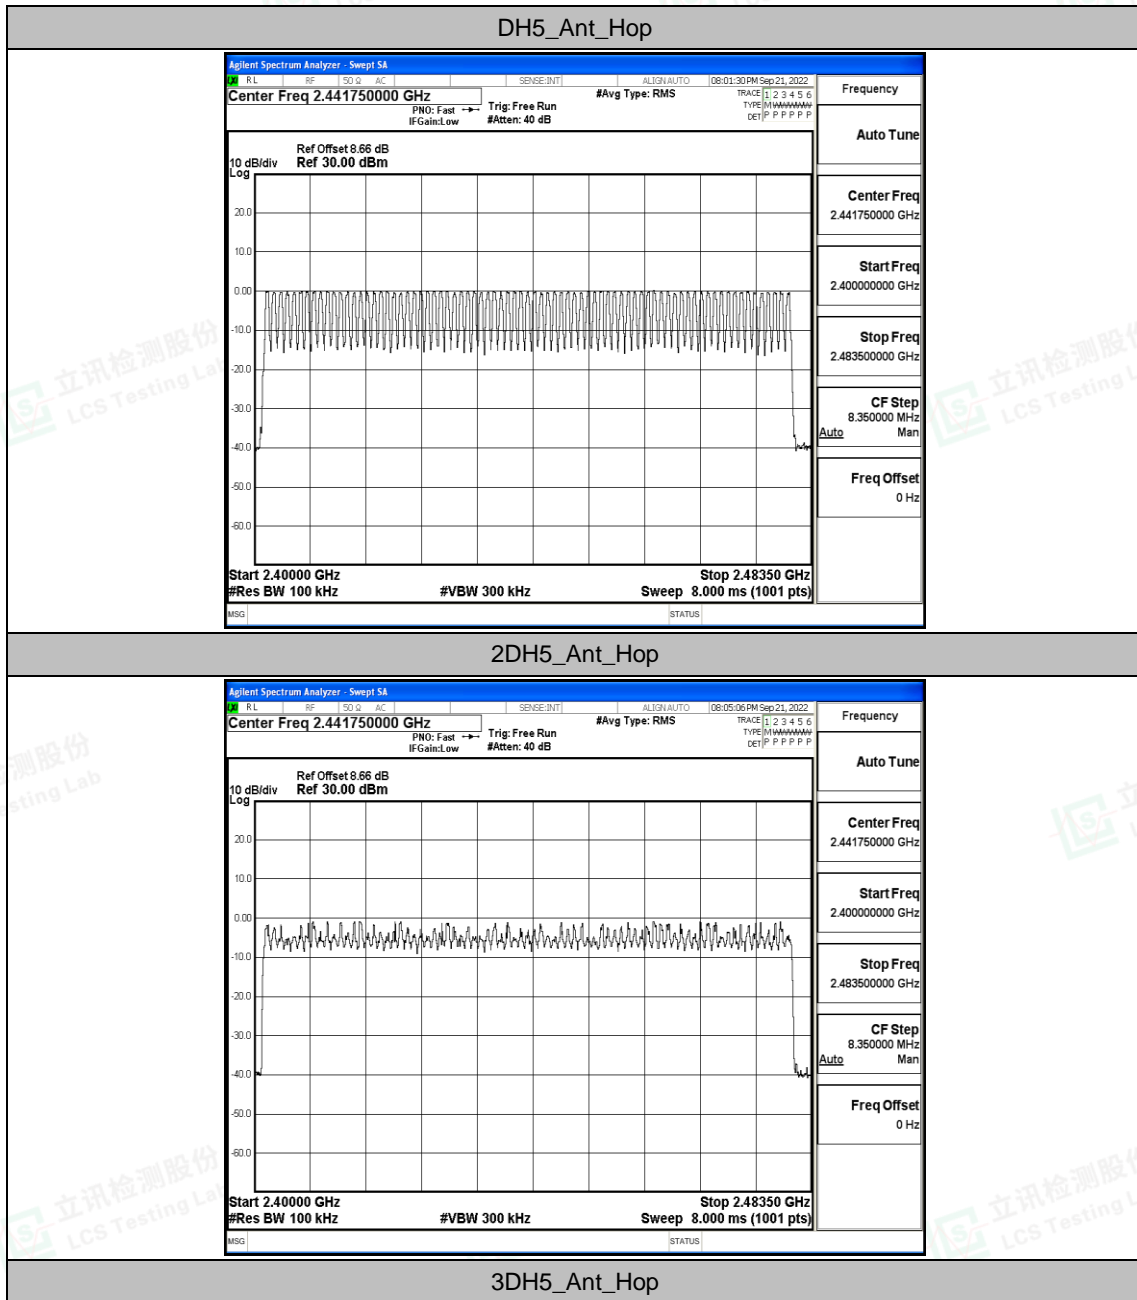 DH5_Ant_Hop
Agilent Spectrum Analyzer - Swept SA
RL RF 50 Ω AC SENSE:INT ALIGN AUTO 08:01:30 PM Sep 21, 2022
Center Freq 2.441750000 GHz
PNO: Fast
IFGain:Low
Trig: Free Run
#Atten: 40 dB
#Avg Type: RMS
TRACE 1 2 3 4 5 6
TYPE M
DET P P P P P P
Ref Offset 8.66 dB
10 dB/div Ref 30.00 dBm
Log
20.0
10.0
0.00
-10.0
-20.0
-30.0
-40.0
-50.0
-60.0
Start 2.40000 GHz Stop 2.48350 GHz
#Res BW 100 kHz #VBW 300 kHz Sweep 8.000 ms (1001 pts)
MSG STATUS
Frequency
Auto Tune
Center Freq
2.441750000 GHz
Start Freq
2.400000000 GHz
Stop Freq
2.483500000 GHz
CF Step
8.350000 MHz
Auto Man
Freq Offset
0 Hz
2DH5_Ant_Hop
Agilent Spectrum Analyzer - Swept SA
RL RF 50 Ω AC SENSE:INT ALIGN AUTO 08:05:06 PM Sep 21, 2022
Center Freq 2.441750000 GHz
PNO: Fast
IFGain:Low
Trig: Free Run
#Atten: 40 dB
#Avg Type: RMS
TRACE 1 2 3 4 5 6
TYPE M
DET P P P P P P
Ref Offset 8.66 dB
10 dB/div Ref 30.00 dBm
Log
20.0
10.0
0.00
-10.0
-20.0
-30.0
-40.0
-50.0
-60.0
Start 2.40000 GHz Stop 2.48350 GHz
#Res BW 100 kHz #VBW 300 kHz Sweep 8.000 ms (1001 pts)
MSG STATUS
Frequency
Auto Tune
Center Freq
2.441750000 GHz
Start Freq
2.400000000 GHz
Stop Freq
2.483500000 GHz
CF Step
8.350000 MHz
Auto Man
Freq Offset
0 Hz
3DH5_Ant_Hop
立讯检测股份
LCS Testing Lab